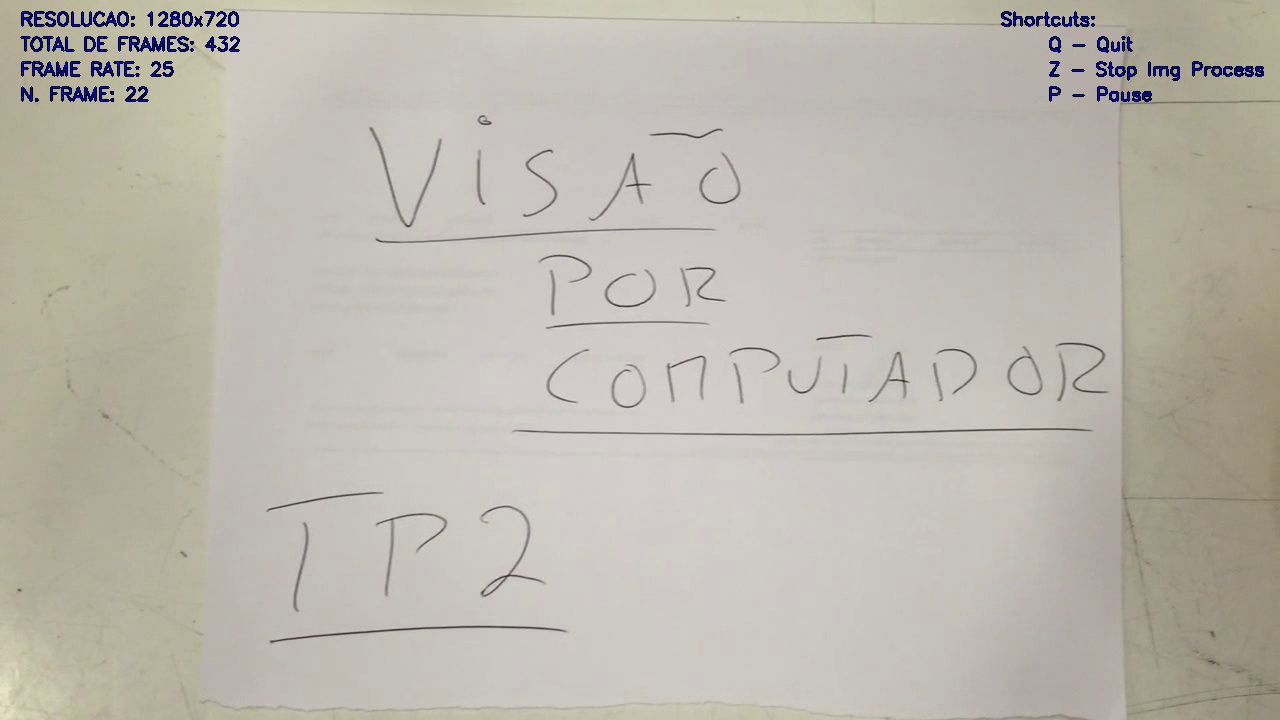 RESOLUCAO: 1280x720
TOTAL DE FRAMES: 432
FRAME RATE: 25
N. FRAME: 22
Shortcuts:
Q - Quit
Z - Stop Img Process
P - Pause
VISÃO
POR
COMPUTADOR
TP2